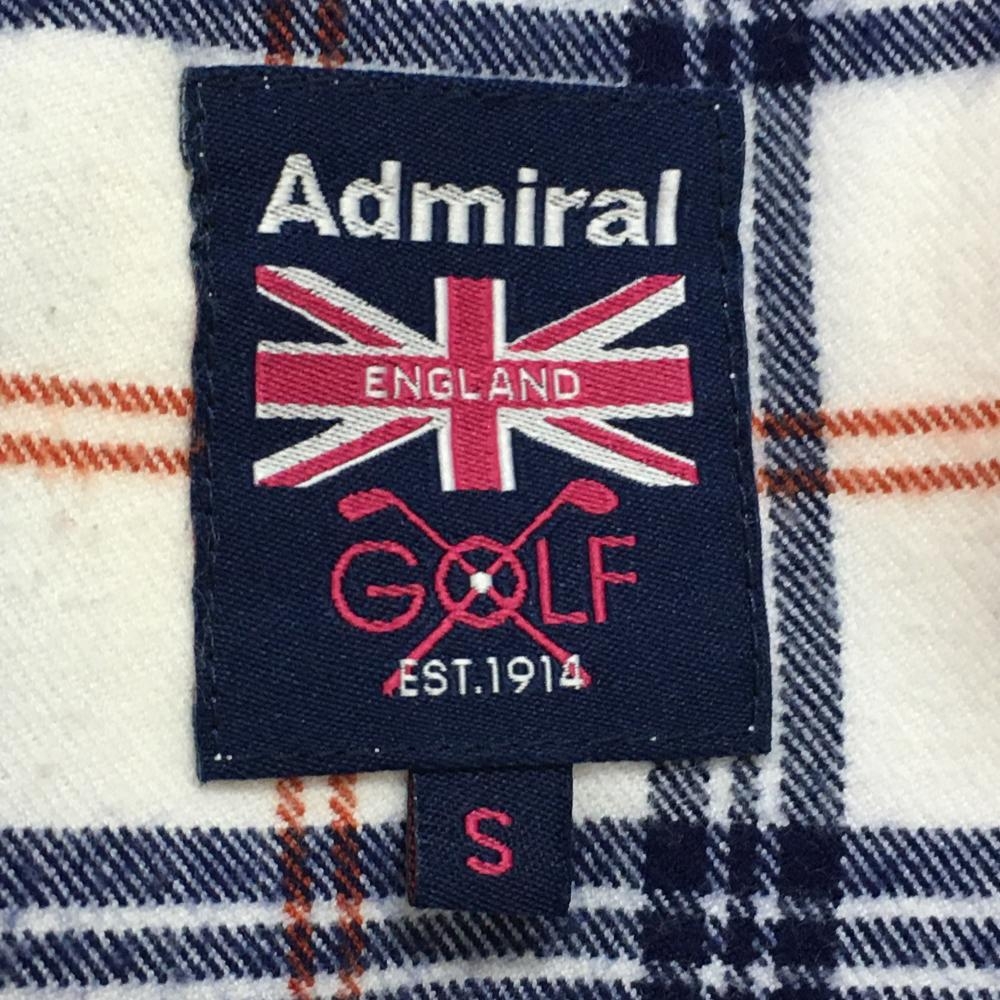 Admiral
ENGLAND
GOLF
EST.1914
S